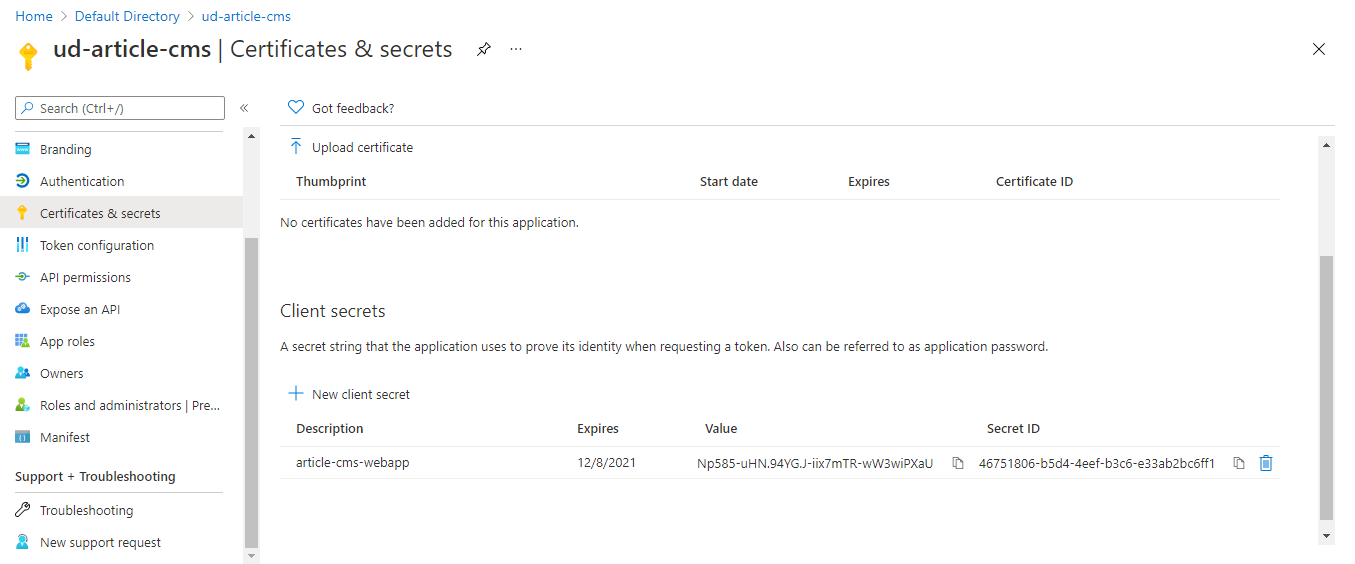 Home > Default Directory > ud-article-cms
ud-article-cms | Certificates & secrets
Search (Ctrl+/)
Branding
Authentication
Certificates & secrets
Token configuration
API permissions
Expose an API
App roles
Owners
Roles and administrators | Pre...
Manifest
Support + Troubleshooting
Troubleshooting
New support request
Got feedback?
Upload certificate
Thumbprint Start date Expires Certificate ID
No certificates have been added for this application.
Client secrets
A secret string that the application uses to prove its identity when requesting a token. Also can be referred to as application password.
New client secret
Description Expires Value Secret ID
article-cms-webapp 12/8/2021 Np585-uHN.94YG.J-iix7mTR-wW3wiPXaU 46751806-b5d4-4eef-b3c6-e33ab2bc6ff1